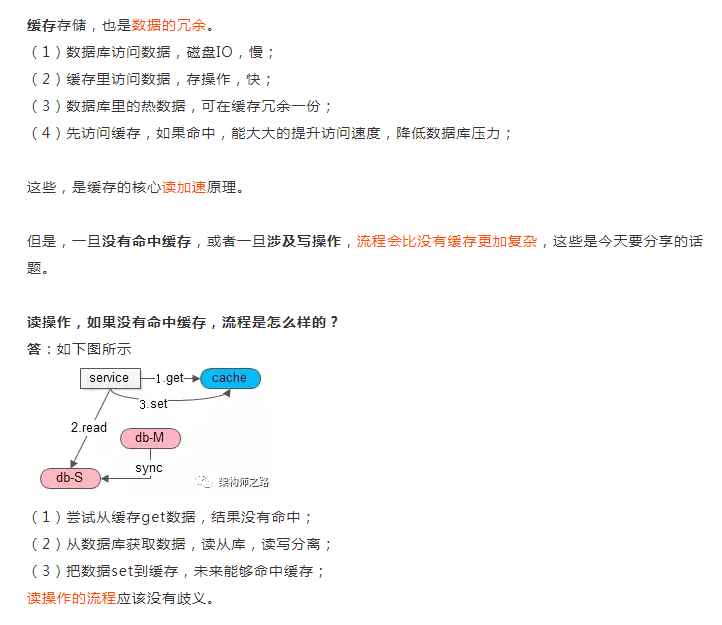 缓存存储，也是数据的冗余。
（1）数据库访问数据，磁盘IO，慢；
（2）缓存里访问数据，存操作，快；
（3）数据库里的热数据，可在缓存冗余一份；
（4）先访问缓存，如果命中，能大大的提升访问速度，降低数据库压力；
这些，是缓存的核心读加速原理。
但是，一旦没有命中缓存，或者一旦涉及写操作，流程会比没有缓存更加复杂，这些是今天要分享的话
题。
读操作，如果没有命中缓存，流程是怎么样的？
答：如下图所示
service
1.get
cache
3.set
2.read
db-M
sync
db-S
架构师之路
（1）尝试从缓存get数据，结果没有命中；
（2）从数据库获取数据，读从库，读写分离；
（3）把数据set到缓存，未来能够命中缓存；
读操作的流程应该没有歧义。